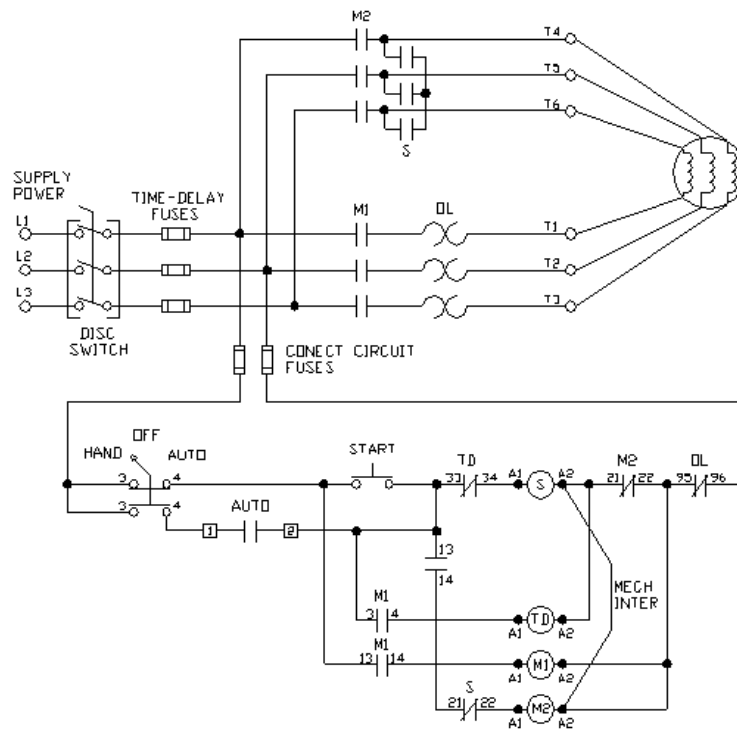 M2
T4
T5
T6
S
SUPPLY
POWER
TIME-DELAY
FUSES
M1
OL
L1
T1
L2
T2
L3
T3
DISC
SWITCH
CONECT CIRCUIT
FUSES
OFF
HAND
AUTO
START
TD
M2
OL
3
4
33
34
A1
S
A2
21
22
95
96
3
4
AUTO
1
2
13
14
MECH
INTER
M1
3
4
A1
TD
A2
M1
13
14
A1
M1
A2
S
21
22
A1
M2
A2